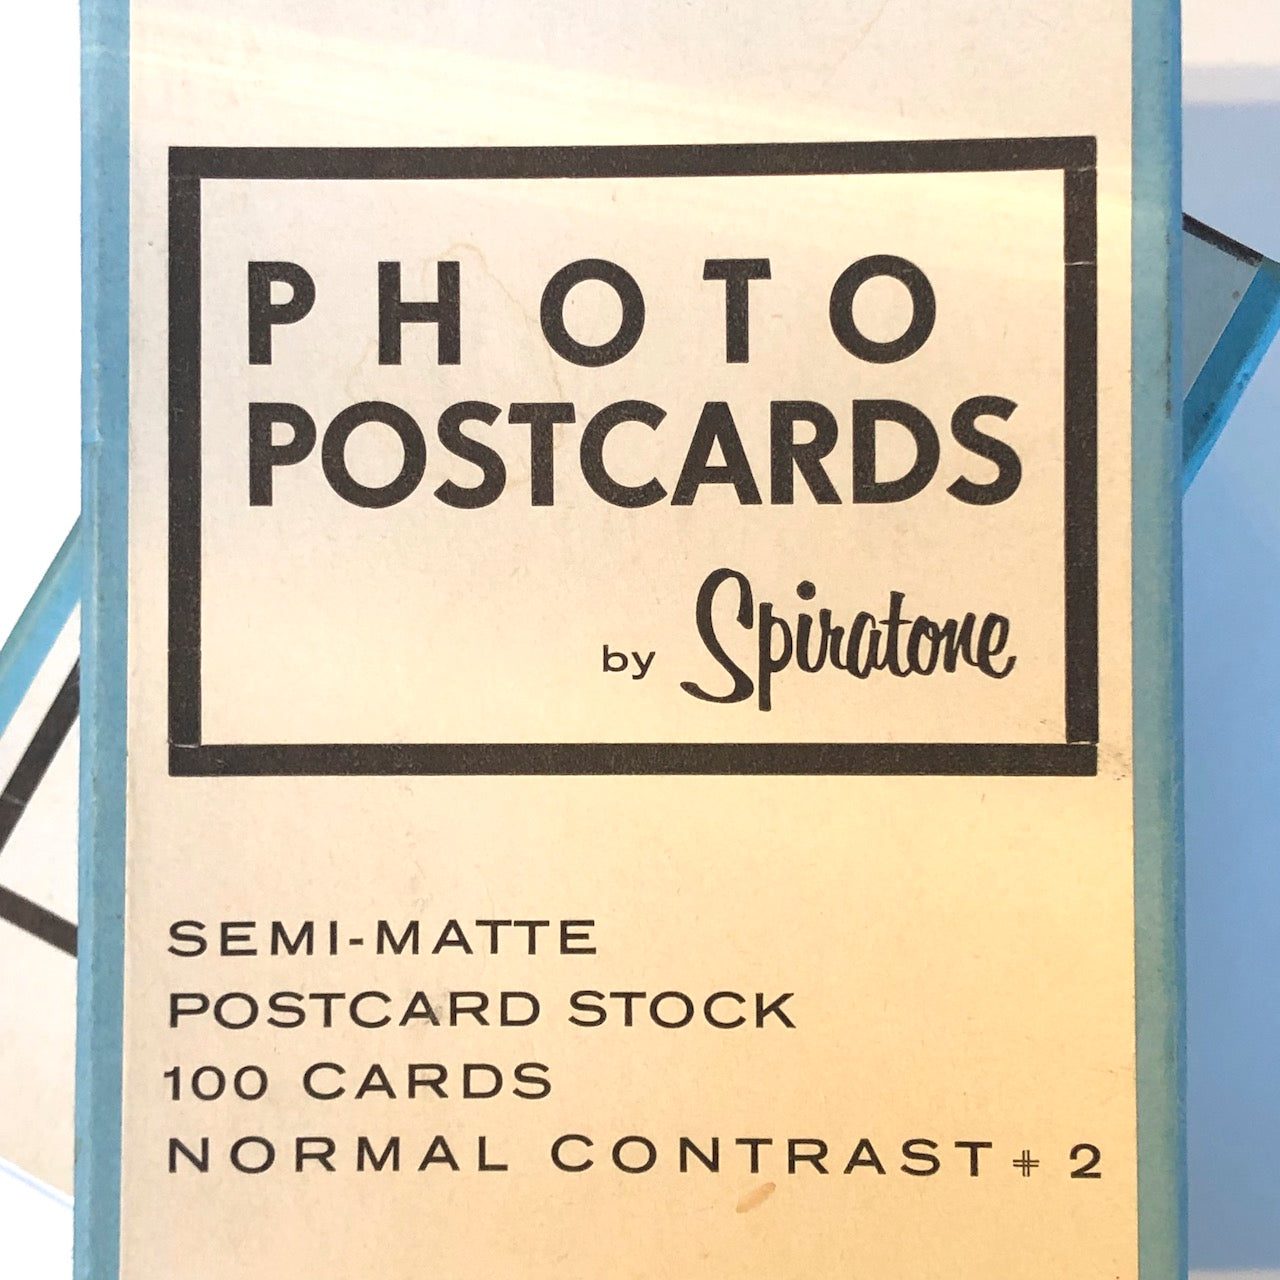 PHOTO
POSTCARDS
by Spiratone
SEMI-MATTE
POSTCARD STOCK
100 CARDS
NORMAL CONTRAST # 2